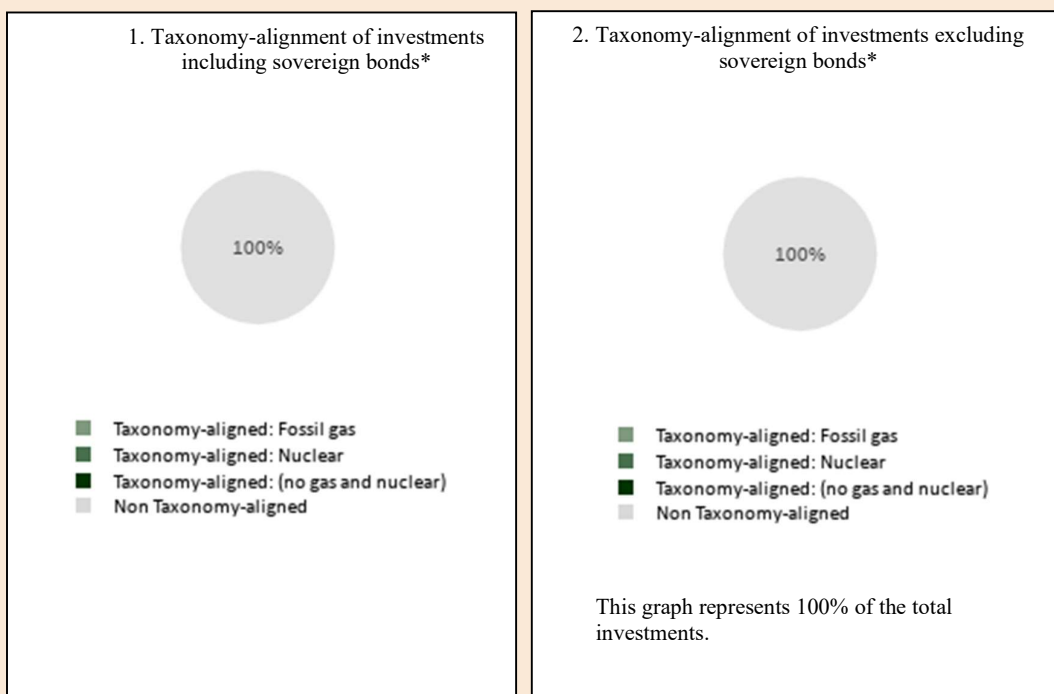 1. Taxonomy-alignment of investments
including sovereign bonds*
100%
Taxonomy-aligned: Fossil gas
Taxonomy-aligned: Nuclear
Taxonomy-aligned: (no gas and nuclear)
Non Taxonomy-aligned
2. Taxonomy-alignment of investments excluding
sovereign bonds*
100%
Taxonomy-aligned: Fossil gas
Taxonomy-aligned: Nuclear
Taxonomy-aligned: (no gas and nuclear)
Non Taxonomy-aligned
This graph represents 100% of the total
investments.